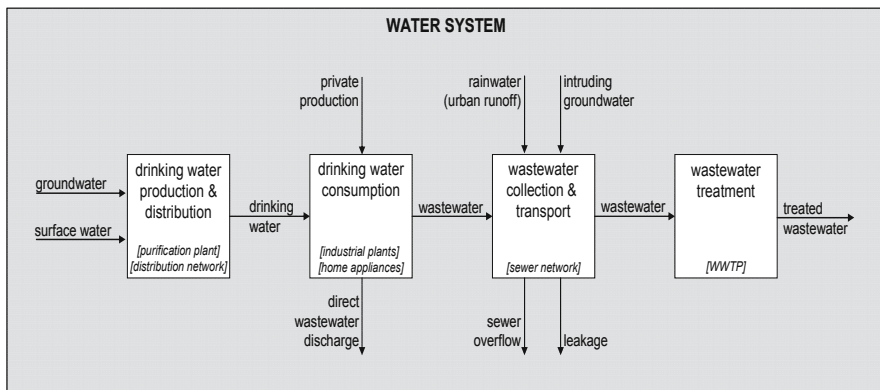 WATER SYSTEM
private
production
rainwater
(urban runoff)
intruding
groundwater
groundwater
surface water
drinking water
production &
distribution
[purification plant]
[distribution network]
drinking
water
drinking water
consumption
[industrial plants]
[home appliances]
wastewater
wastewater
collection &
transport
[sewer network]
wastewater
wastewater
treatment
[WWTP]
treated
wastewater
direct
wastewater
discharge
sewer
overflow
leakage